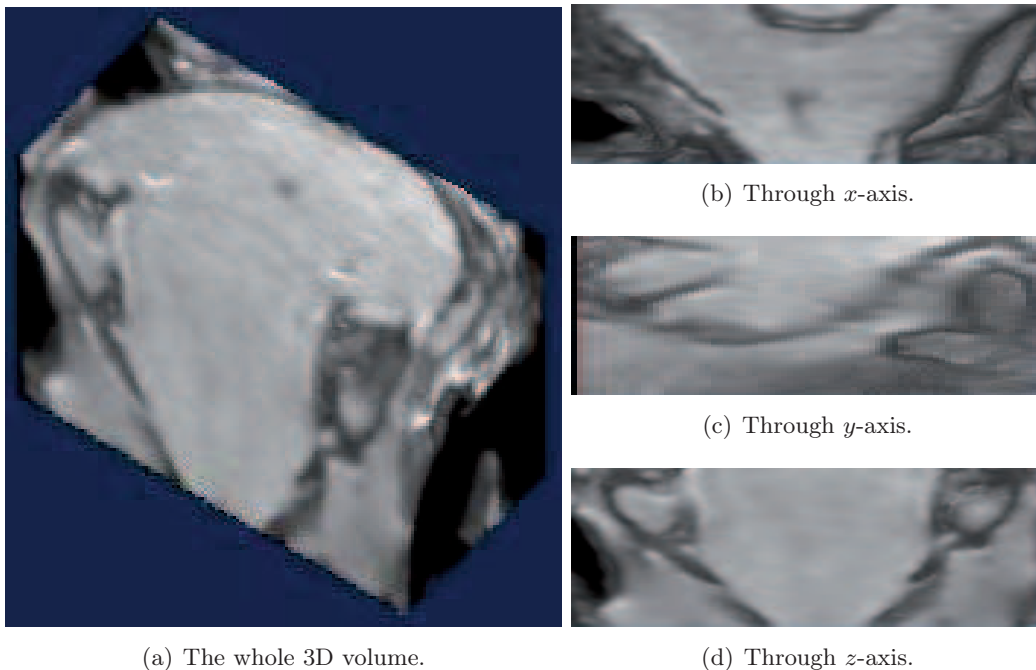 (b) Through x-axis.
(c) Through y-axis.
(a) The whole 3D volume.
(d) Through z-axis.